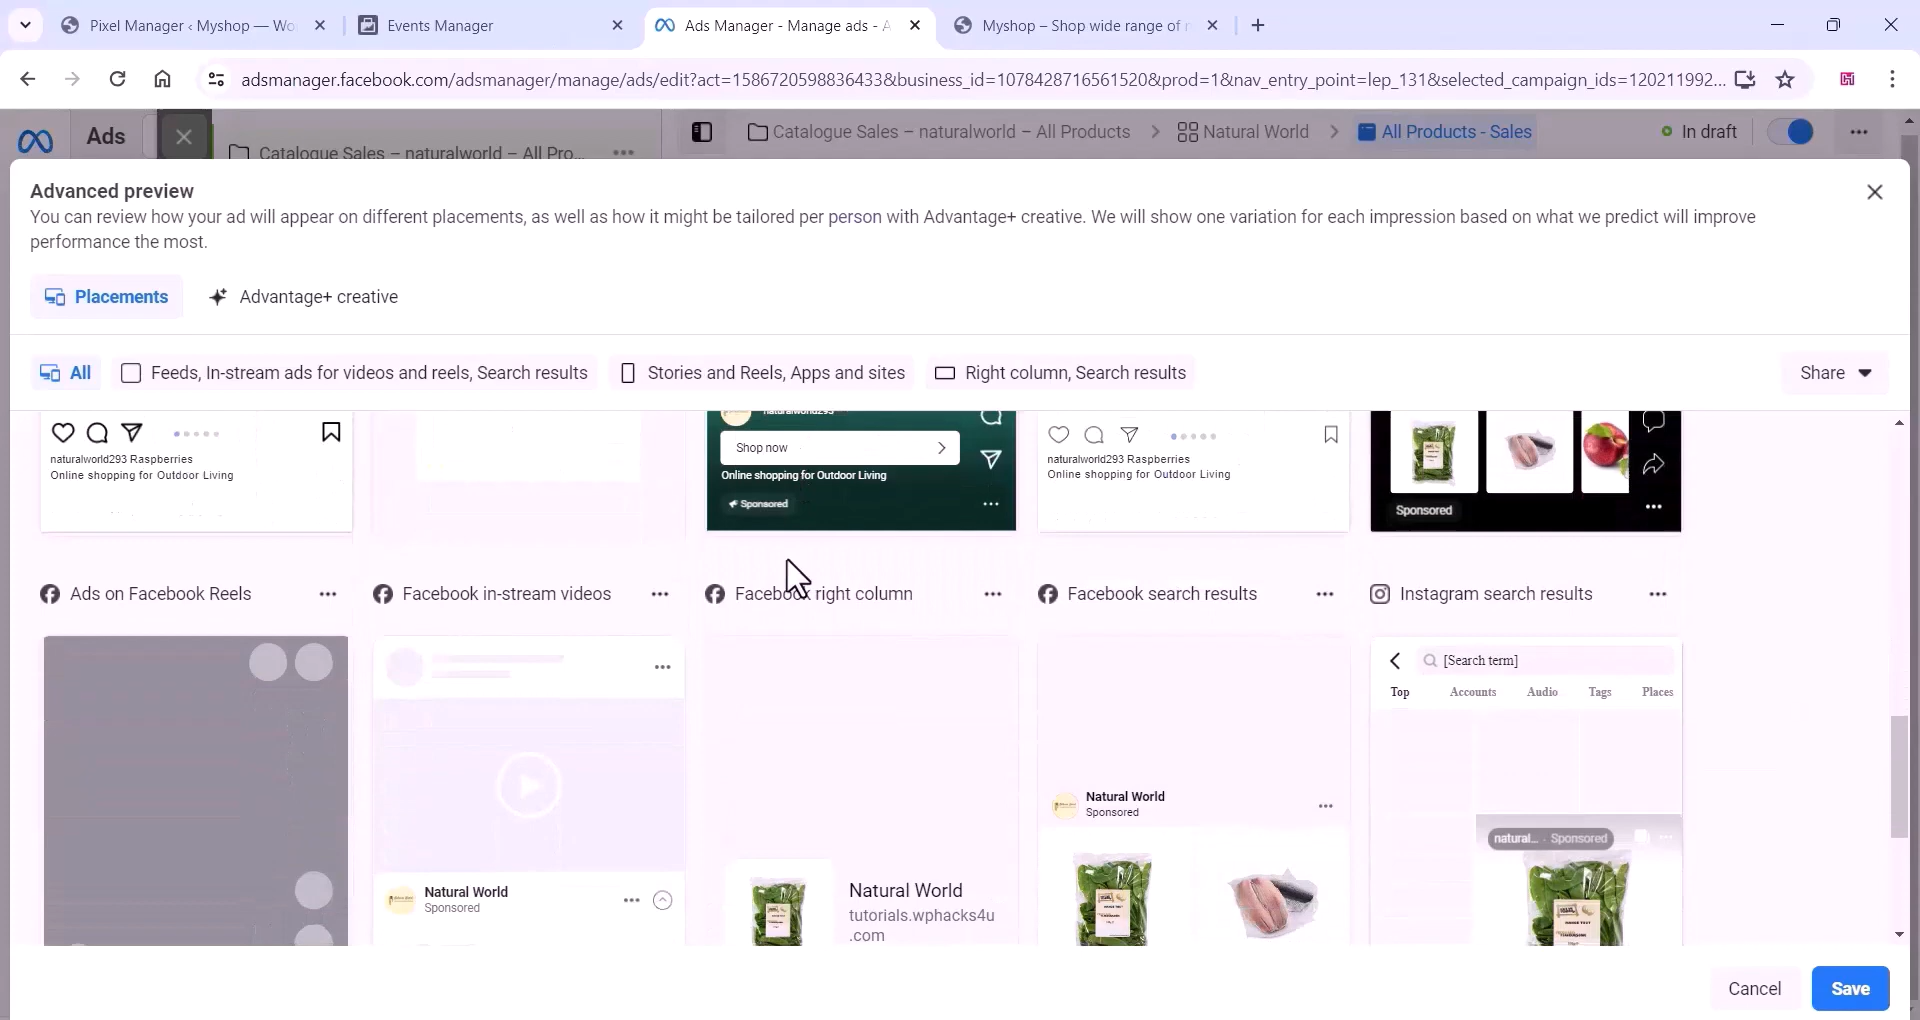 Pixel Manager ‹ Myshop — Wo
Events Manager
Ads Manager - Manage ads - A
Myshop – Shop wide range of
adsmanager.facebook.com/adsmanager/manage/ads/edit?act=1586720598836433&business_id=1078428716561520&prod=1&nav_entry_point=lep_131&selected_campaign_ids=120211992...
Ads
Catalogue Sales – naturalworld – All Pro...
Catalogue Sales – naturalworld – All Products
Natural World
All Products - Sales
In draft
Advanced preview
You can review how your ad will appear on different placements, as well as how it might be tailored per person with Advantage+ creative. We will show one variation for each impression based on what we predict will improve
performance the most.
Placements
Advantage+ creative
All
Feeds, In-stream ads for videos and reels, Search results
Stories and Reels, Apps and sites
Right column, Search results
Share
naturalworld293 Raspberries
Online shopping for Outdoor Living
naturalworld293
Shop now
Online shopping for Outdoor Living
Sponsored
naturalworld293 Raspberries
Online shopping for Outdoor Living
Sponsored
Ads on Facebook Reels
Facebook in-stream videos
Facebook right column
Facebook search results
Instagram search results
Natural World
Sponsored
Natural World
tutorials.wphacks4u
.com
Natural World
Sponsored
[Search term]
Top
Accounts
Audio
Tags
Places
natural... · Sponsored
Cancel
Save